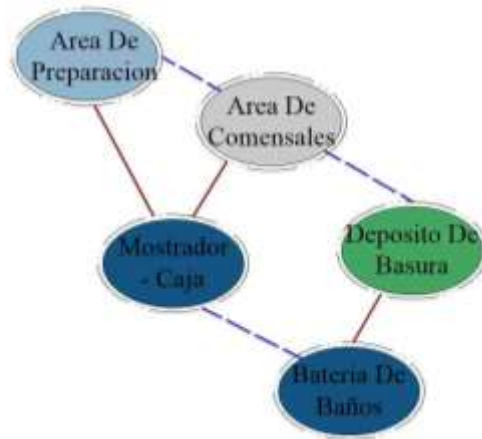 Area De
Preparacion
Area De
Comensales
Mostrador
- Caja
Deposito De
Basura
Bateria De
Baños